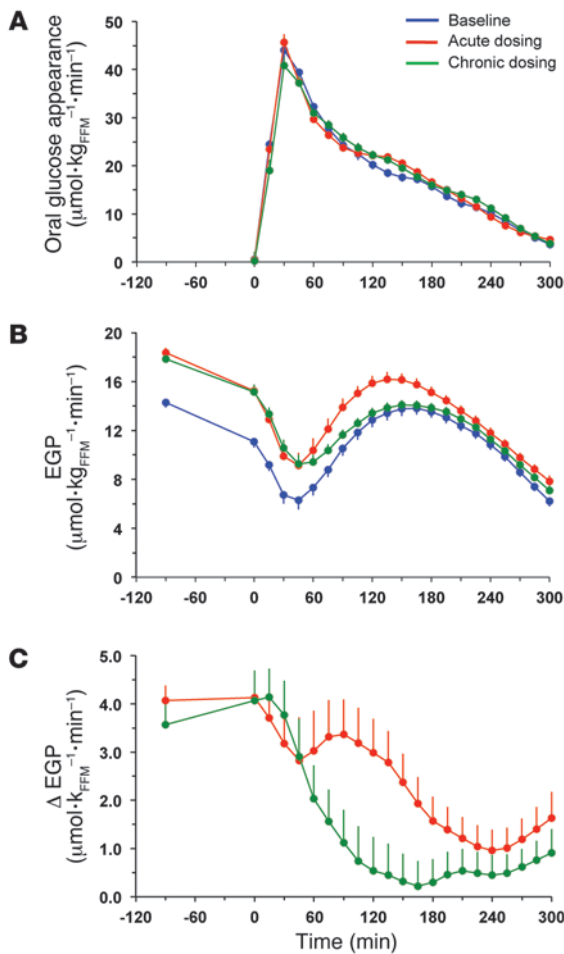 A
Oral glucose appearance
(μmol·kg_FFM⁻¹·min⁻¹)
50
40
30
20
10
0
Baseline
Acute dosing
Chronic dosing
-120 -60 0 60 120 180 240 300
B
EGP
(μmol·kg_FFM⁻¹·min⁻¹)
20
16
12
8
4
0
-120 -60 0 60 120 180 240 300
C
Δ EGP
(μmol·k_FFM⁻¹·min⁻¹)
5.0
4.0
3.0
2.0
1.0
0.0
-120 -60 0 60 120 180 240 300
Time (min)